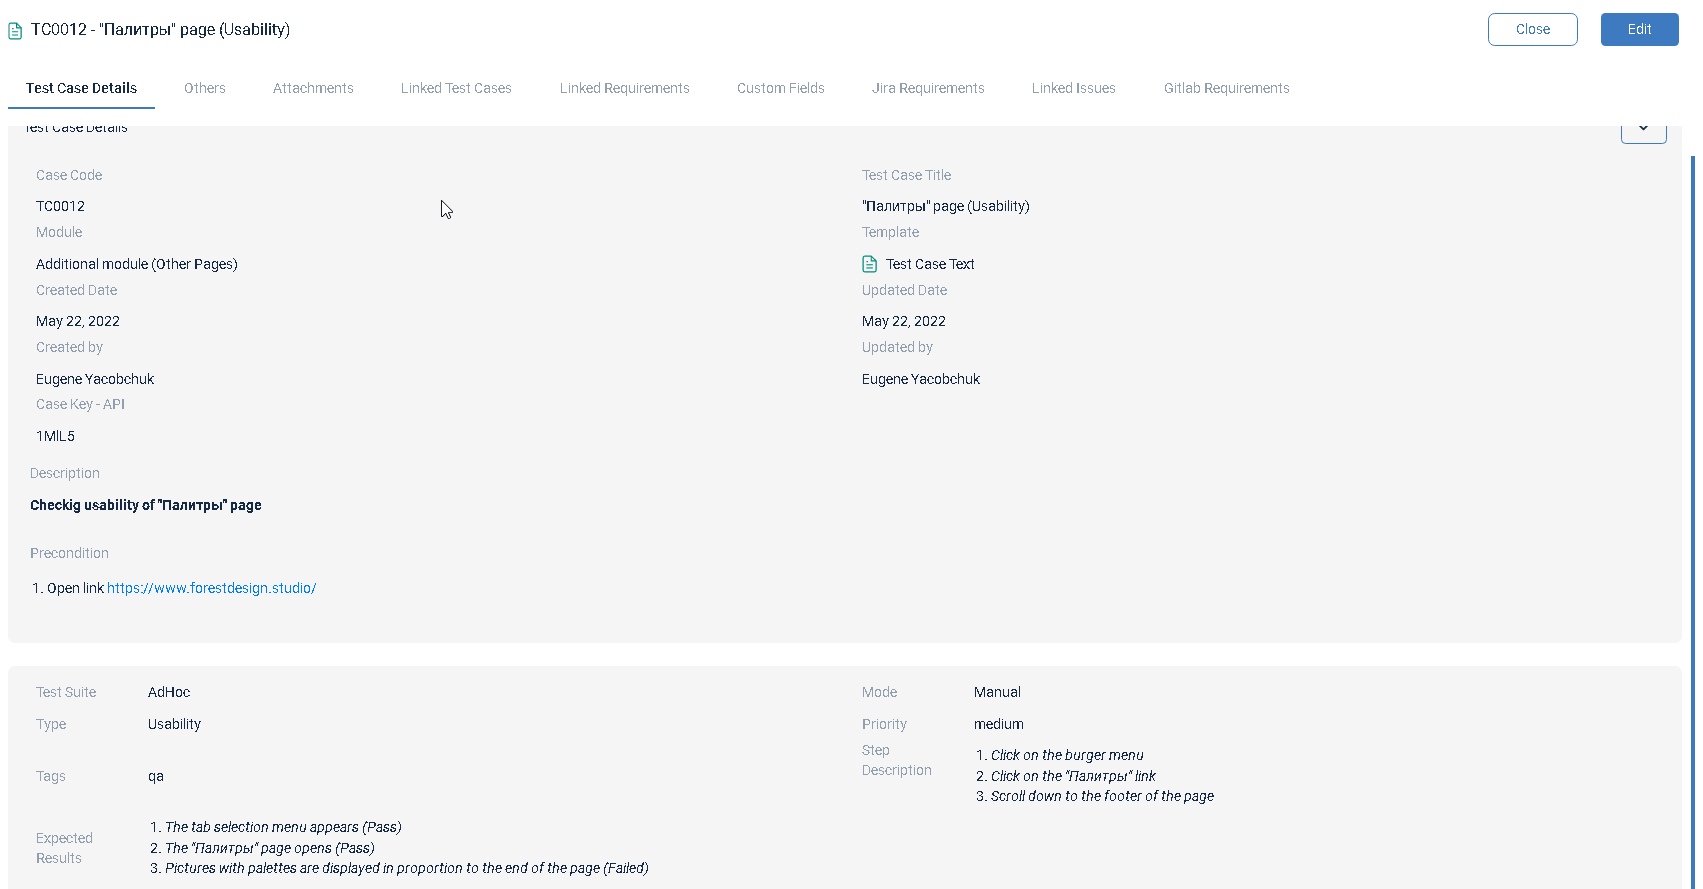 TC0012 - "Палитры" page (Usability)
Close
Edit
Test Case Details
Others
Attachments
Linked Test Cases
Linked Requirements
Custom Fields
Jira Requirements
Linked Issues
Gitlab Requirements
Test Case Details
Case Code
Test Case Title
TC0012
"Палитры" page (Usability)
Module
Template
Additional module (Other Pages)
Test Case Text
Created Date
Updated Date
May 22, 2022
May 22, 2022
Created by
Updated by
Eugene Yacobchuk
Eugene Yacobchuk
Case Key - API
1MlL5
Description
Checkig usability of "Палитры" page
Precondition
1. Open link https://www.forestdesign.studio/
Test Suite
AdHoc
Mode
Manual
Type
Usability
Priority
medium
Step
Description
1. Click on the burger menu
2. Click on the "Палитры" link
3. Scroll down to the footer of the page
Tags
qa
Expected
Results
1. The tab selection menu appears (Pass)
2. The "Палитры" page opens (Pass)
3. Pictures with palettes are displayed in proportion to the end of the page (Failed)